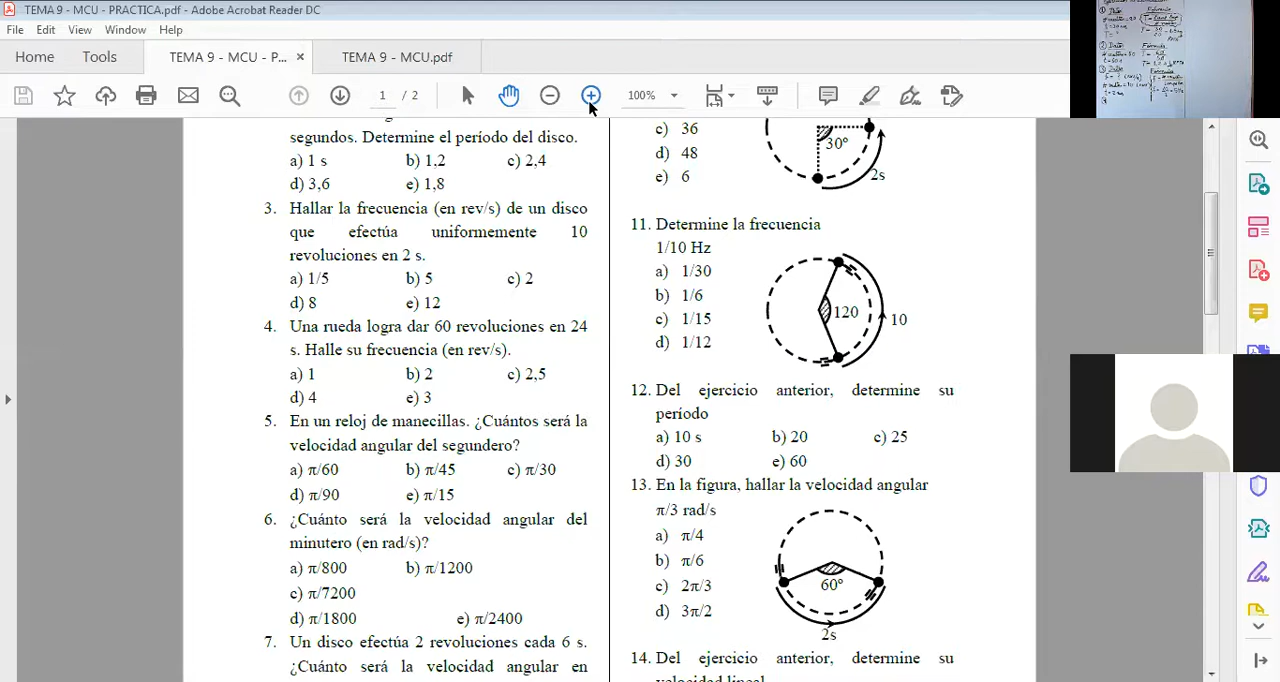 TEMA 9 - MCU - PRACTICA.pdf - Adobe Acrobat Reader DC
File Edit View Window Help
Home Tools TEMA 9 - MCU - P... × TEMA 9 - MCU.pdf
1 / 2 100%
segundos. Determine el período del disco.
a) 1 s b) 1,2 c) 2,4
d) 3,6 e) 1,8
3. Hallar la frecuencia (en rev/s) de un disco
que efectúa uniformemente 10
revoluciones en 2 s.
a) 1/5 b) 5 c) 2
d) 8 e) 12
4. Una rueda logra dar 60 revoluciones en 24
s. Halle su frecuencia (en rev/s).
a) 1 b) 2 c) 2,5
d) 4 e) 3
5. En un reloj de manecillas. ¿Cuántos será la
velocidad angular del segundero?
a) π/60 b) π/45 c) π/30
d) π/90 e) π/15
6. ¿Cuánto será la velocidad angular del
minutero (en rad/s)?
a) π/800 b) π/1200
c) π/7200
d) π/1800 e) π/2400
7. Un disco efectúa 2 revoluciones cada 6 s.
¿Cuánto será la velocidad angular en
c) 36
d) 48
e) 6
30º
2s
11. Determine la frecuencia
1/10 Hz
a) 1/30
b) 1/6
c) 1/15
d) 1/12
120
10
12. Del ejercicio anterior, determine su
período
a) 10 s b) 20 c) 25
d) 30 e) 60
13. En la figura, hallar la velocidad angular
π/3 rad/s
a) π/4
b) π/6
c) 2π/3
d) 3π/2
60º
2s
14. Del ejercicio anterior, determine su
velocidad lineal